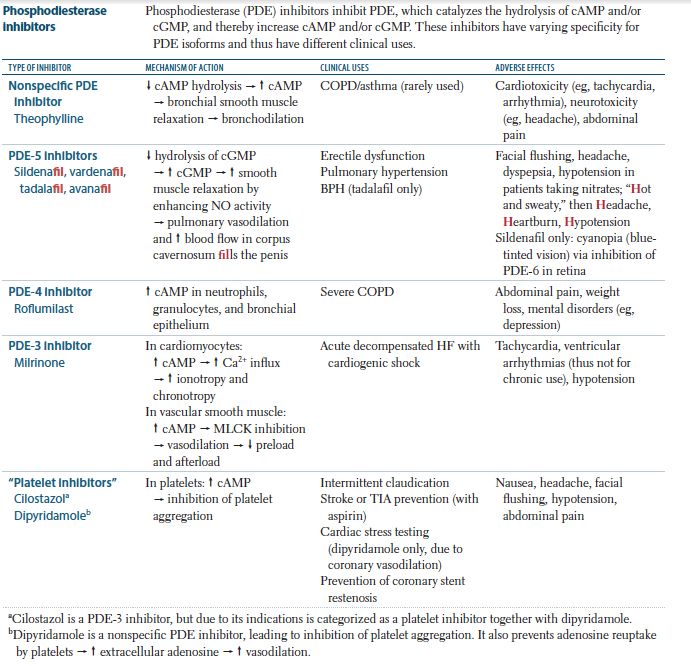 Phosphodiesterase inhibitors
Phosphodiesterase (PDE) inhibitors inhibit PDE, which catalyzes the hydrolysis of cAMP and/or
cGMP, and thereby increase cAMP and/or cGMP. These inhibitors have varying specificity for
PDE isoforms and thus have different clinical uses.
TYPE OF INHIBITOR
MECHANISM OF ACTION
CLINICAL USES
ADVERSE EFFECTS
Nonspecific PDE
inhibitor
Theophylline
↓ cAMP hydrolysis → ↑ cAMP
→ bronchial smooth muscle
relaxation → bronchodilation
COPD/asthma (rarely used)
Cardiotoxicity (eg, tachycardia,
arrhythmia), neurotoxicity
(eg, headache), abdominal
pain
PDE-5 inhibitors
Sildenafil, vardenafil,
tadalafil, avanafil
↓ hydrolysis of cGMP
→ ↑ cGMP → ↑ smooth
muscle relaxation by
enhancing NO activity
→ pulmonary vasodilation
and ↑ blood flow in corpus
cavernosum fills the penis
Erectile dysfunction
Pulmonary hypertension
BPH (tadalafil only)
Facial flushing, headache,
dyspepsia, hypotension in
patients taking nitrates; “Hot
and sweaty,” then Headache,
Heartburn, Hypotension
Sildenafil only: cyanopia (blue-
tinted vision) via inhibition of
PDE-6 in retina
PDE-4 inhibitor
Roflumilast
↑ cAMP in neutrophils,
granulocytes, and bronchial
epithelium
Severe COPD
Abdominal pain, weight
loss, mental disorders (eg,
depression)
PDE-3 inhibitor
Milrinone
In cardiomyocytes:
↑ cAMP → ↑ Ca²⁺ influx
→ ↑ ionotropy and
chronotropy
In vascular smooth muscle:
↑ cAMP → MLCK inhibition
→ vasodilation → ↓ preload
and afterload
Acute decompensated HF with
cardiogenic shock
Tachycardia, ventricular
arrhythmias (thus not for
chronic use), hypotension
“Platelet inhibitors”
Cilostazolᵃ
Dipyridamoleᵇ
In platelets: ↑ cAMP
→ inhibition of platelet
aggregation
Intermittent claudication
Stroke or TIA prevention (with
aspirin)
Cardiac stress testing
(dipyridamole only, due to
coronary vasodilation)
Prevention of coronary stent
restenosis
Nausea, headache, facial
flushing, hypotension,
abdominal pain
ᵃCilostazol is a PDE-3 inhibitor, but due to its indications is categorized as a platelet inhibitor together with dipyridamole.
ᵇDipyridamole is a nonspecific PDE inhibitor, leading to inhibition of platelet aggregation. It also prevents adenosine reuptake
by platelets → ↑ extracellular adenosine → ↑ vasodilation.